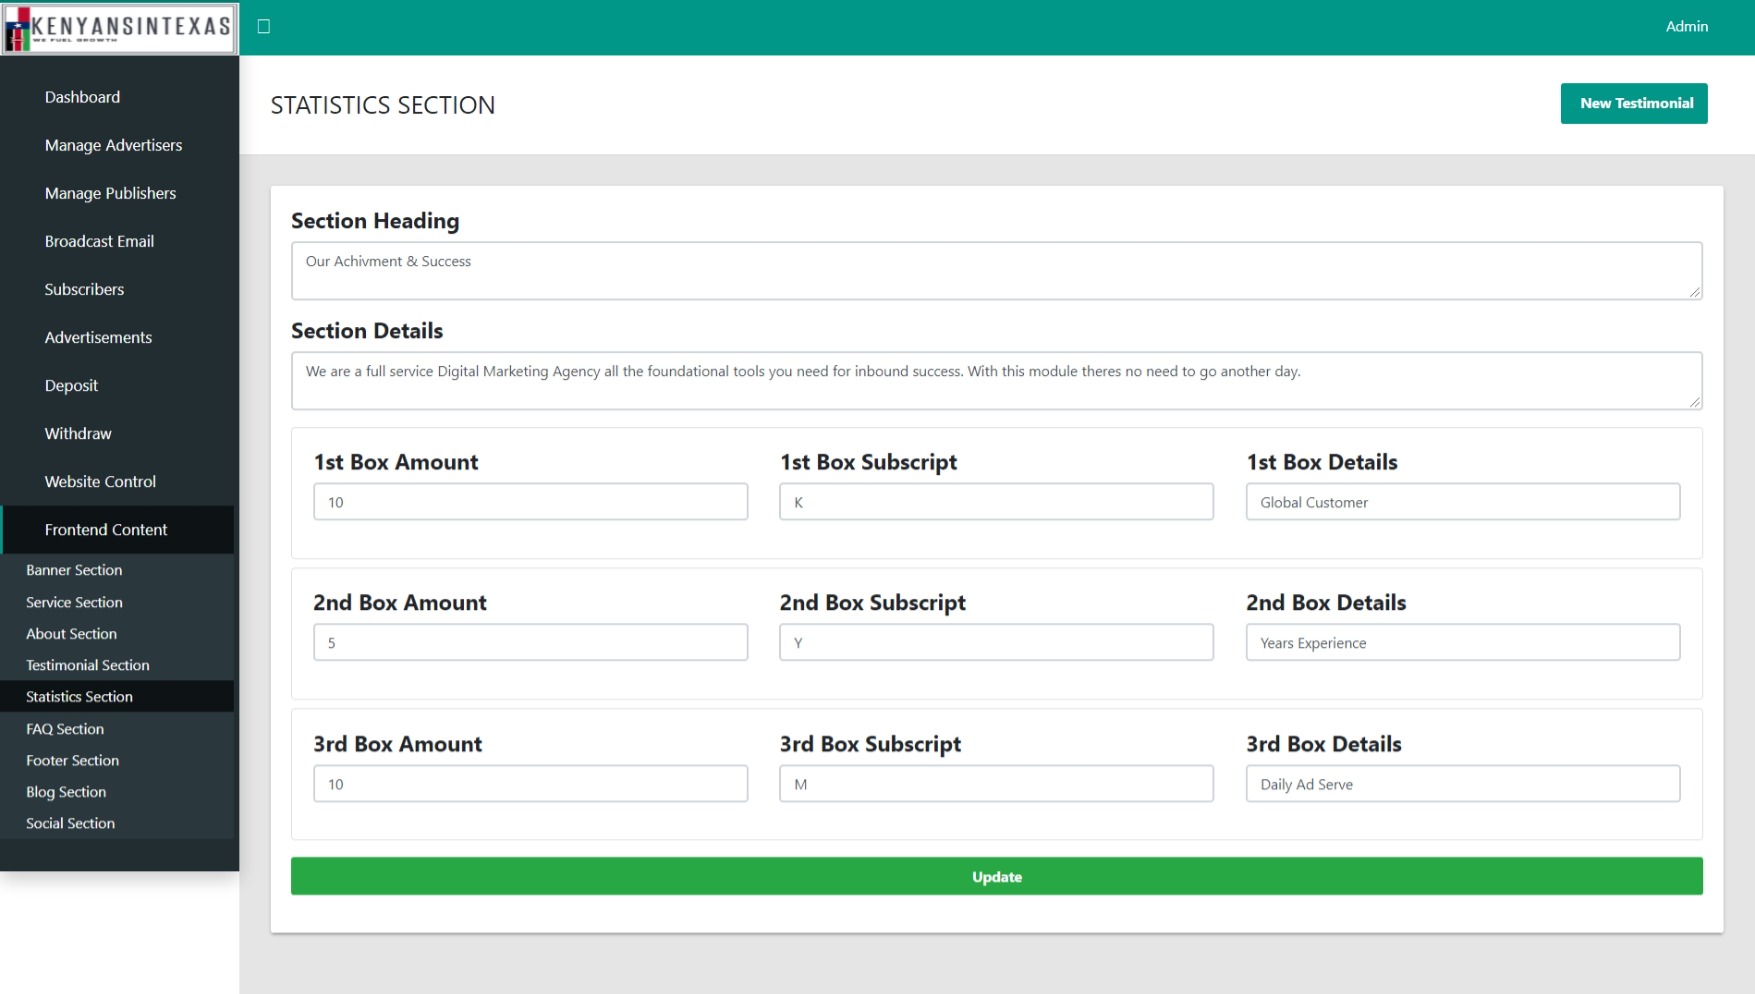 KENYANSINTEXAS
WE FUEL GROWTH
Admin
Dashboard
Manage Advertisers
Manage Publishers
Broadcast Email
Subscribers
Advertisements
Deposit
Withdraw
Website Control
Frontend Content
Banner Section
Service Section
About Section
Testimonial Section
Statistics Section
FAQ Section
Footer Section
Blog Section
Social Section
STATISTICS SECTION
New Testimonial
Section Heading
Our Achivment & Success
Section Details
We are a full service Digital Marketing Agency all the foundational tools you need for inbound success. With this module theres no need to go another day.
1st Box Amount
10
1st Box Subscript
K
1st Box Details
Global Customer
2nd Box Amount
5
2nd Box Subscript
Y
2nd Box Details
Years Experience
3rd Box Amount
10
3rd Box Subscript
M
3rd Box Details
Daily Ad Serve
Update